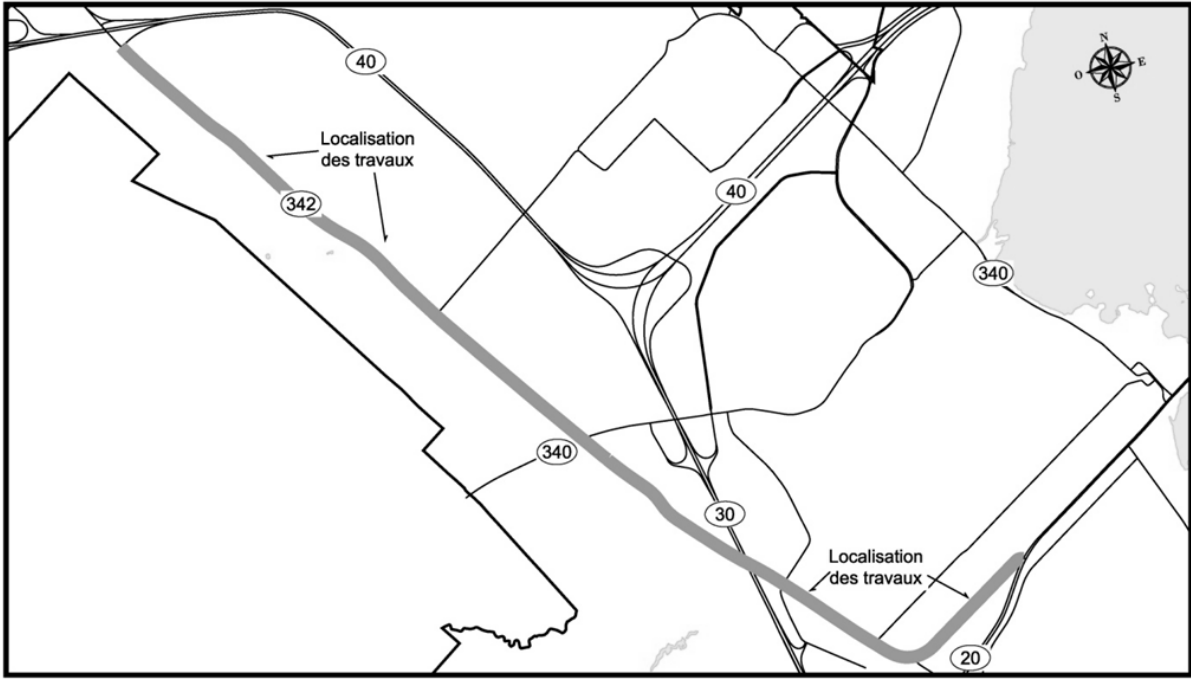 40
N
O
E
S
Localisation
des travaux
342
40
340
340
30
Localisation
des travaux
20